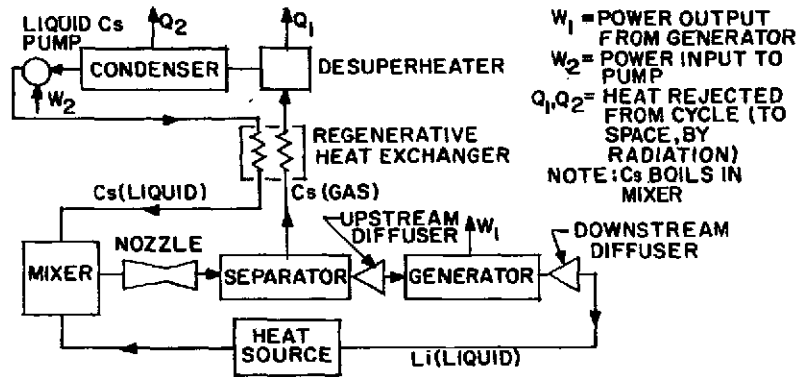 LIQUID Cs
PUMP
Q2
Q1
CONDENSER
DESUPERHEATER
W2
REGENERATIVE
HEAT EXCHANGER
Cs(LIQUID)
Cs(GAS)
UPSTREAM
DIFFUSER
W1
DOWNSTREAM
DIFFUSER
NOZZLE
MIXER
SEPARATOR
GENERATOR
HEAT
SOURCE
Li(LIQUID)
W1=POWER OUTPUT
FROM GENERATOR
W2=POWER INPUT TO
PUMP
Q1,Q2= HEAT REJECTED
FROM CYCLE (TO
SPACE, BY
RADIATION)
NOTE: Cs BOILS IN
MIXER